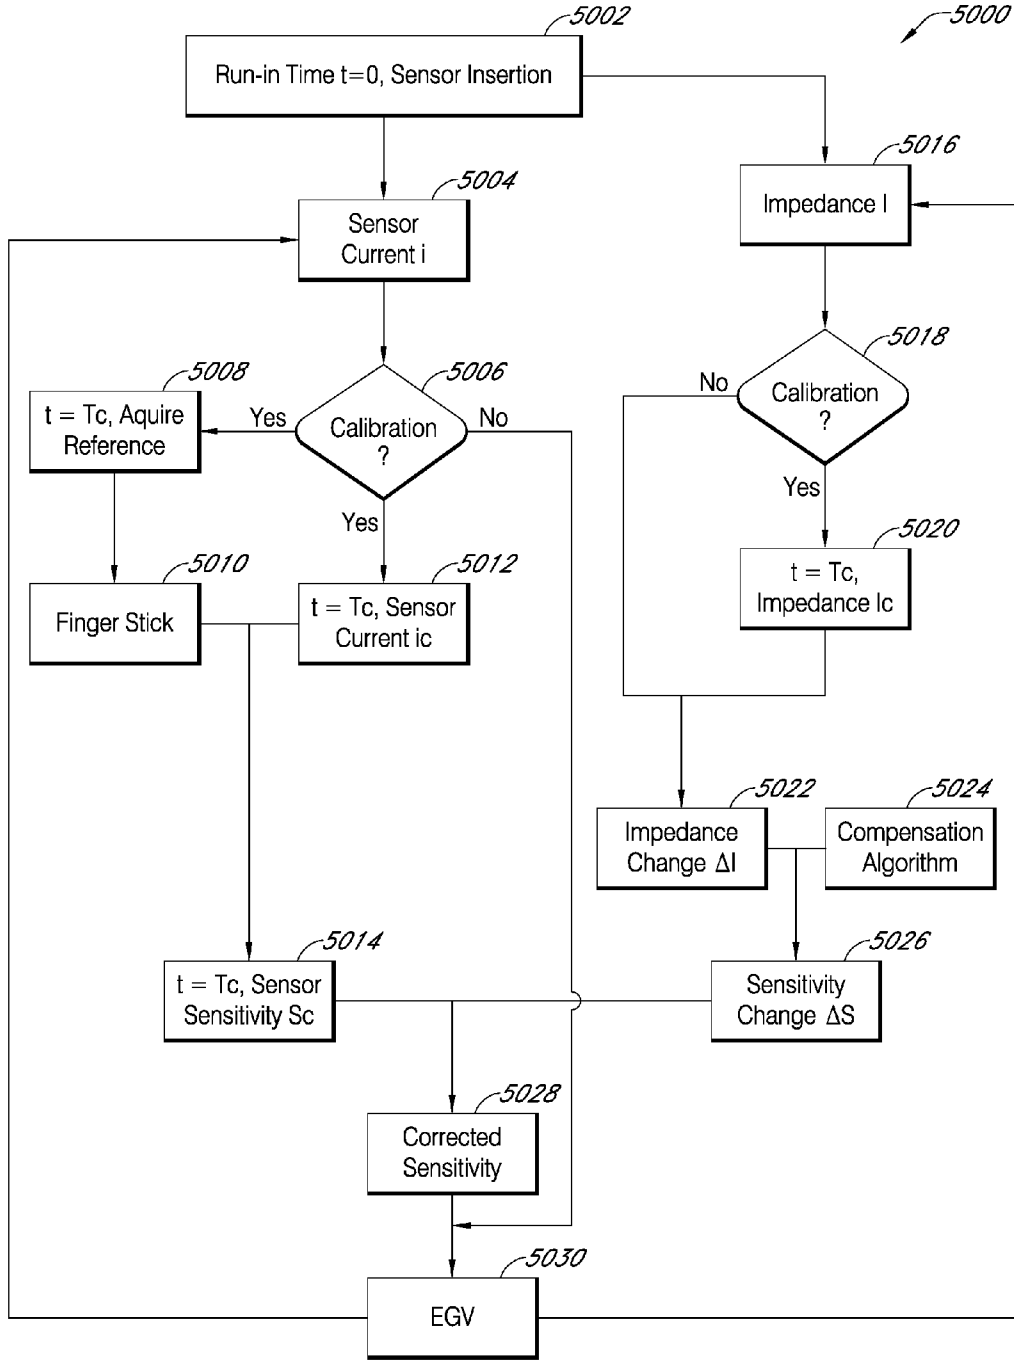 5002
5000
Run-in Time t=0, Sensor Insertion
5016
Impedance I
5004
Sensor
Current i
5018
Calibration
?
No
Yes
5006
Calibration
?
Yes
No
Yes
5008
t = Tc, Aquire
Reference
5020
t = Tc,
Impedance Ic
5010
Finger Stick
5012
t = Tc, Sensor
Current ic
5022
Impedance
Change ΔI
5024
Compensation
Algorithm
5014
t = Tc, Sensor
Sensitivity Sc
5026
Sensitivity
Change ΔS
5028
Corrected
Sensitivity
5030
EGV